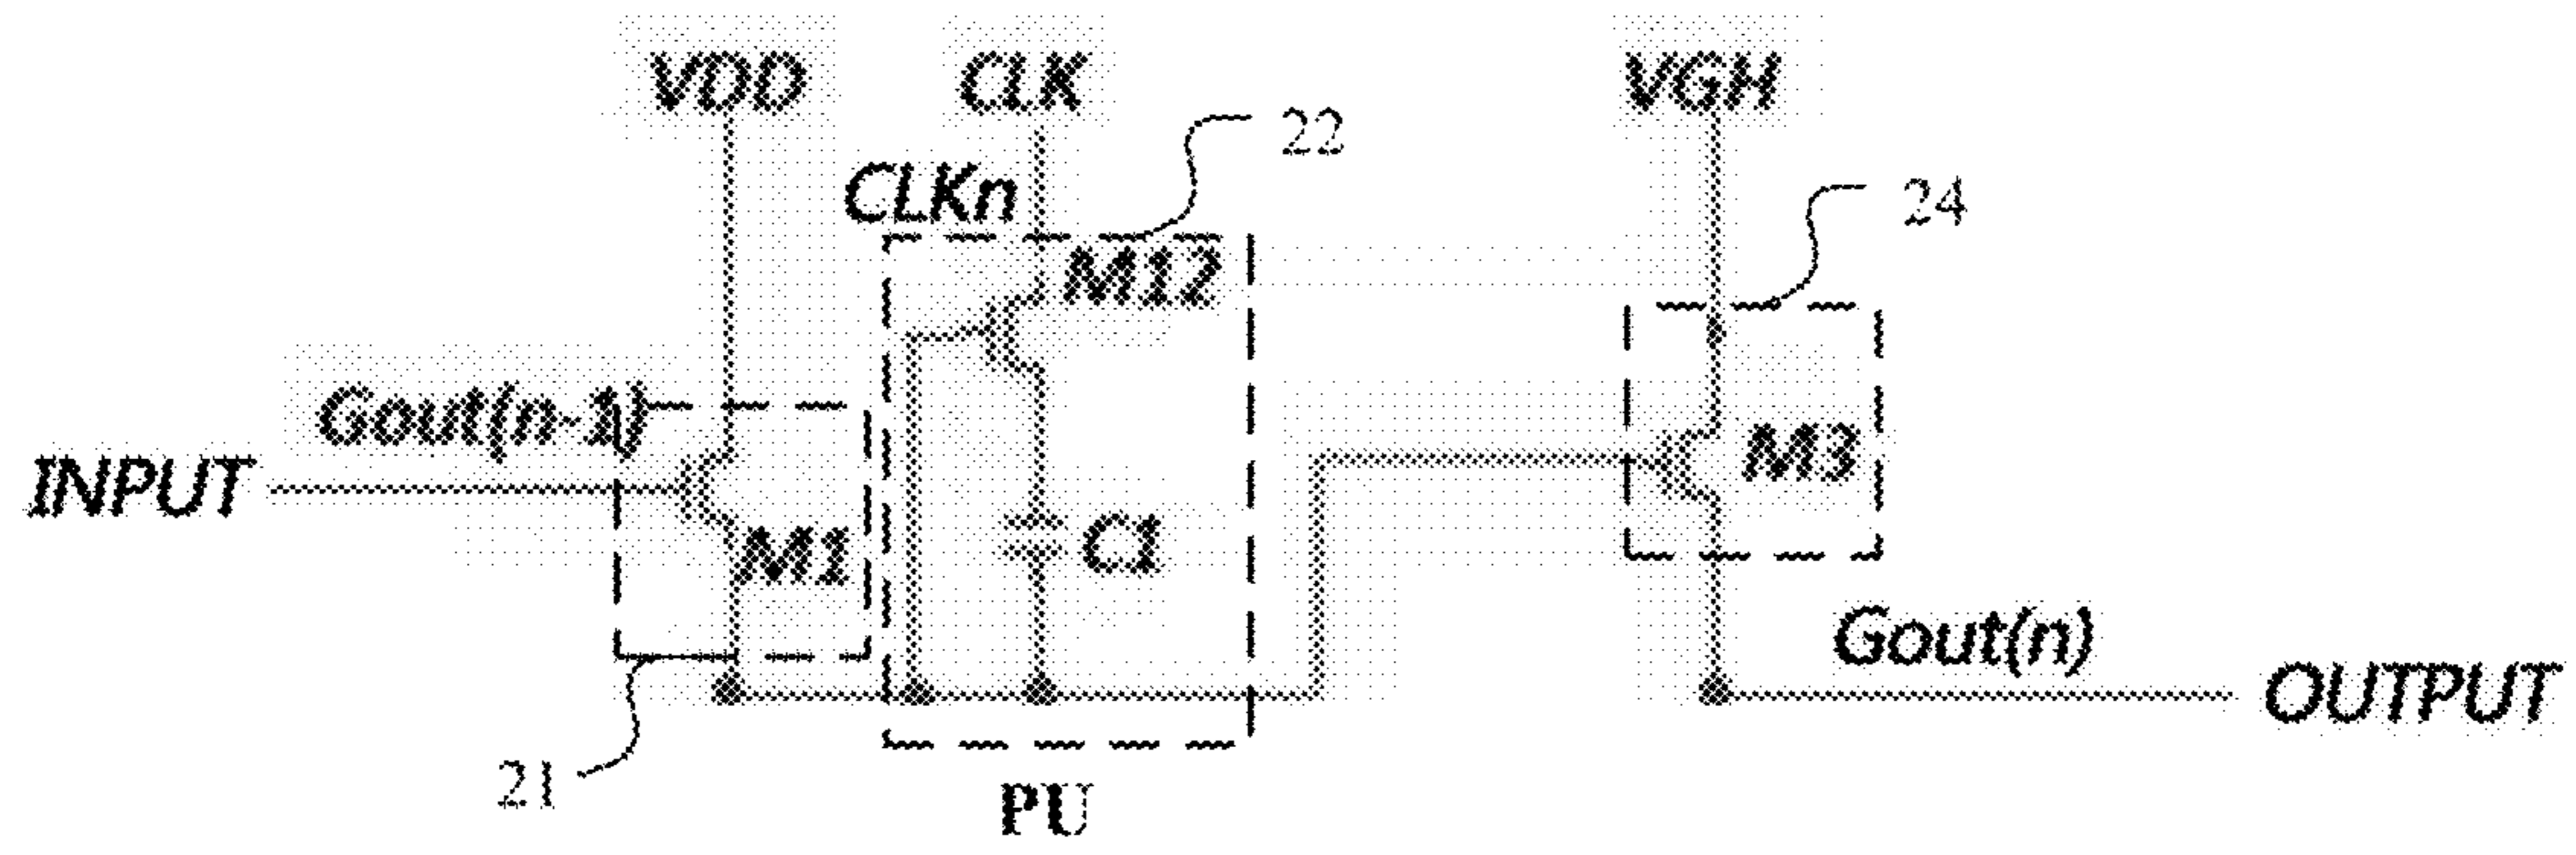 VDD
CLK
VGH
22
CLKn
24
M12
Gout(n-1)
INPUT
M3
M1
C1
Gout(n)
OUTPUT
21
PU